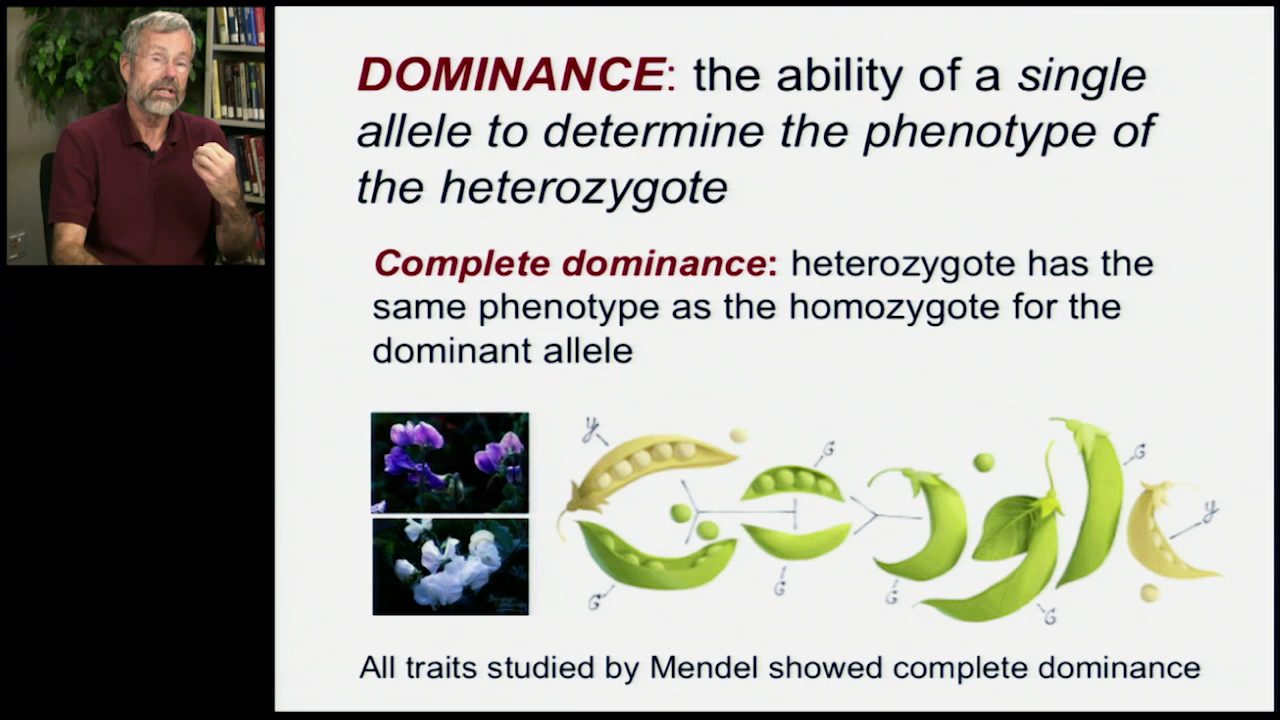 DOMINANCE: the ability of a single
allele to determine the phenotype of
the heterozygote
Complete dominance: heterozygote has the
same phenotype as the homozygote for the
dominant allele
y
G
G
y
G
G
G
G
All traits studied by Mendel showed complete dominance